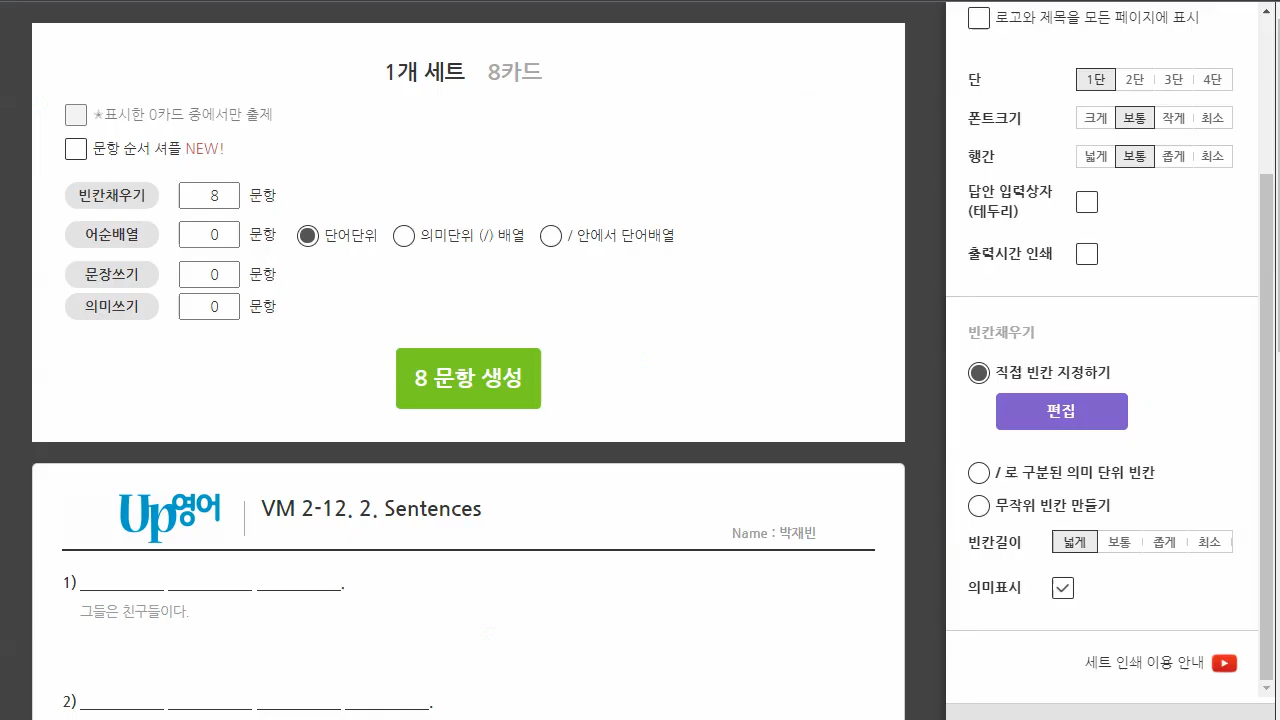 1개 세트 8카드
★표시한 0카드 중에서만 출제
문항 순서 셔플 NEW!
빈칸채우기 8 문항
어순배열 0 문항 단어단위 의미단위 (/) 배열 / 안에서 단어배열
문장쓰기 0 문항
의미쓰기 0 문항
8 문항 생성
Up영어 VM 2-12. 2. Sentences
Name : 박재빈
1) ________ ________ ________.
그들은 친구들이다.
2) ________ ________ ________ ________.
로고와 제목을 모든 페이지에 표시
단 1단 2단 3단 4단
폰트크기 크게 보통 작게 최소
행간 넓게 보통 좁게 최소
답안 입력상자
(테두리)
출력시간 인쇄
빈칸채우기
직접 빈칸 지정하기
편집
/ 로 구분된 의미 단위 빈칸
무작위 빈칸 만들기
빈칸길이 넓게 보통 좁게 최소
의미표시
세트 인쇄 이용 안내